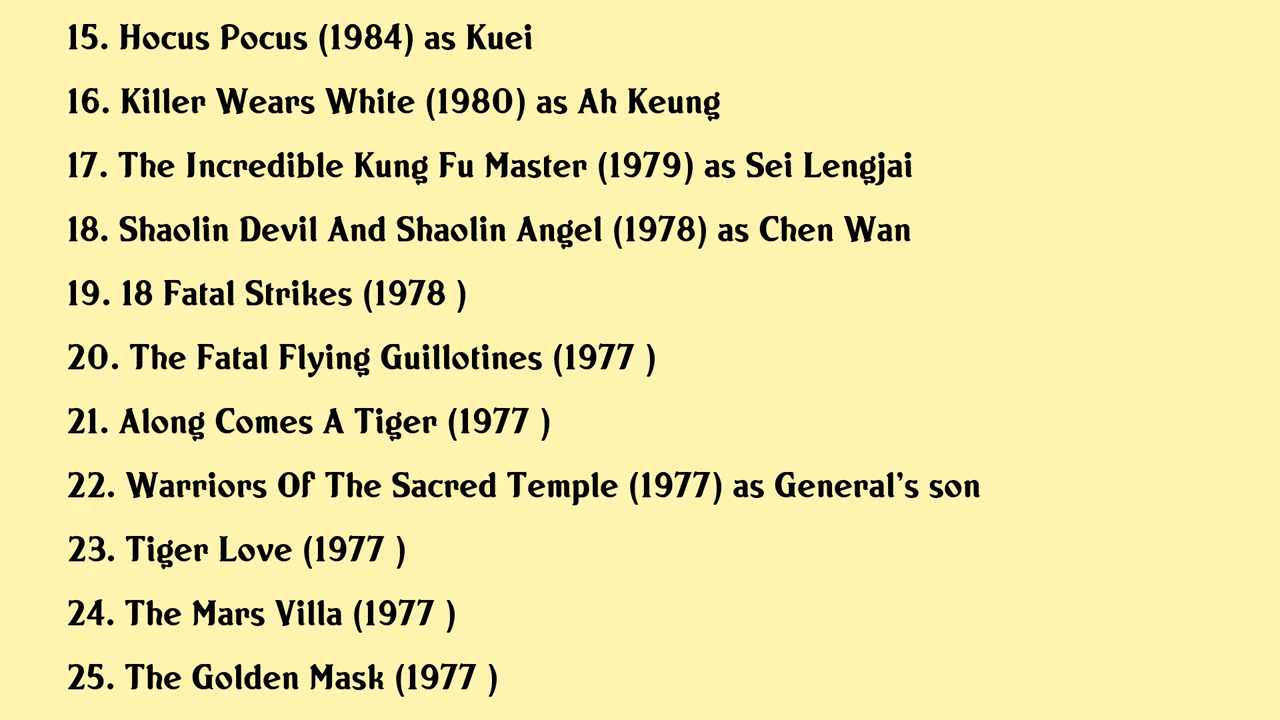 15. Hocus Pocus (1984) as Kuei
16. Killer Wears White (1980) as Ah Keung
17. The Incredible Kung Fu Master (1979) as Sei Lengjai
18. Shaolin Devil And Shaolin Angel (1978) as Chen Wan
19. 18 Fatal Strikes (1978 )
20. The Fatal Flying Guillotines (1977 )
21. Along Comes A Tiger (1977 )
22. Warriors Of The Sacred Temple (1977) as General's son
23. Tiger Love (1977 )
24. The Mars Villa (1977 )
25. The Golden Mask (1977 )